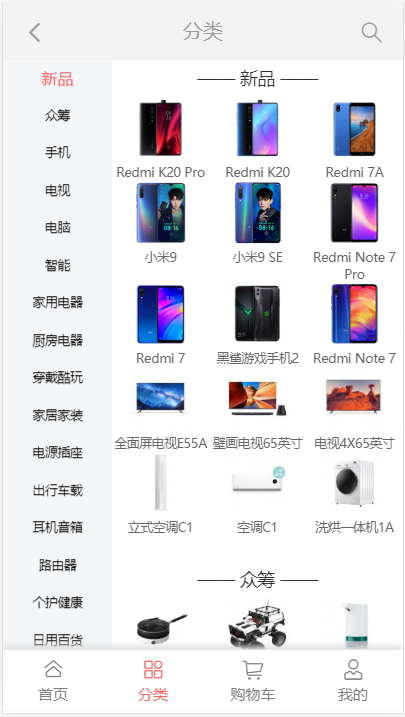 分类
新品
众筹
手机
电视
电脑
智能
家用电器
厨房电器
穿戴酷玩
家居家装
电源插座
出行车载
耳机音箱
路由器
个护健康
日用百货
—— 新品 ——
Redmi K20 Pro
Redmi K20
Redmi 7A
小米9
小米9 SE
Redmi Note 7
Pro
Redmi 7
黑鲨游戏手机2
Redmi Note 7
全面屏电视E55A
壁画电视65英寸
电视4X65英寸
立式空调C1
空调C1
洗烘一体机1A
—— 众筹 ——
首页
分类
购物车
我的